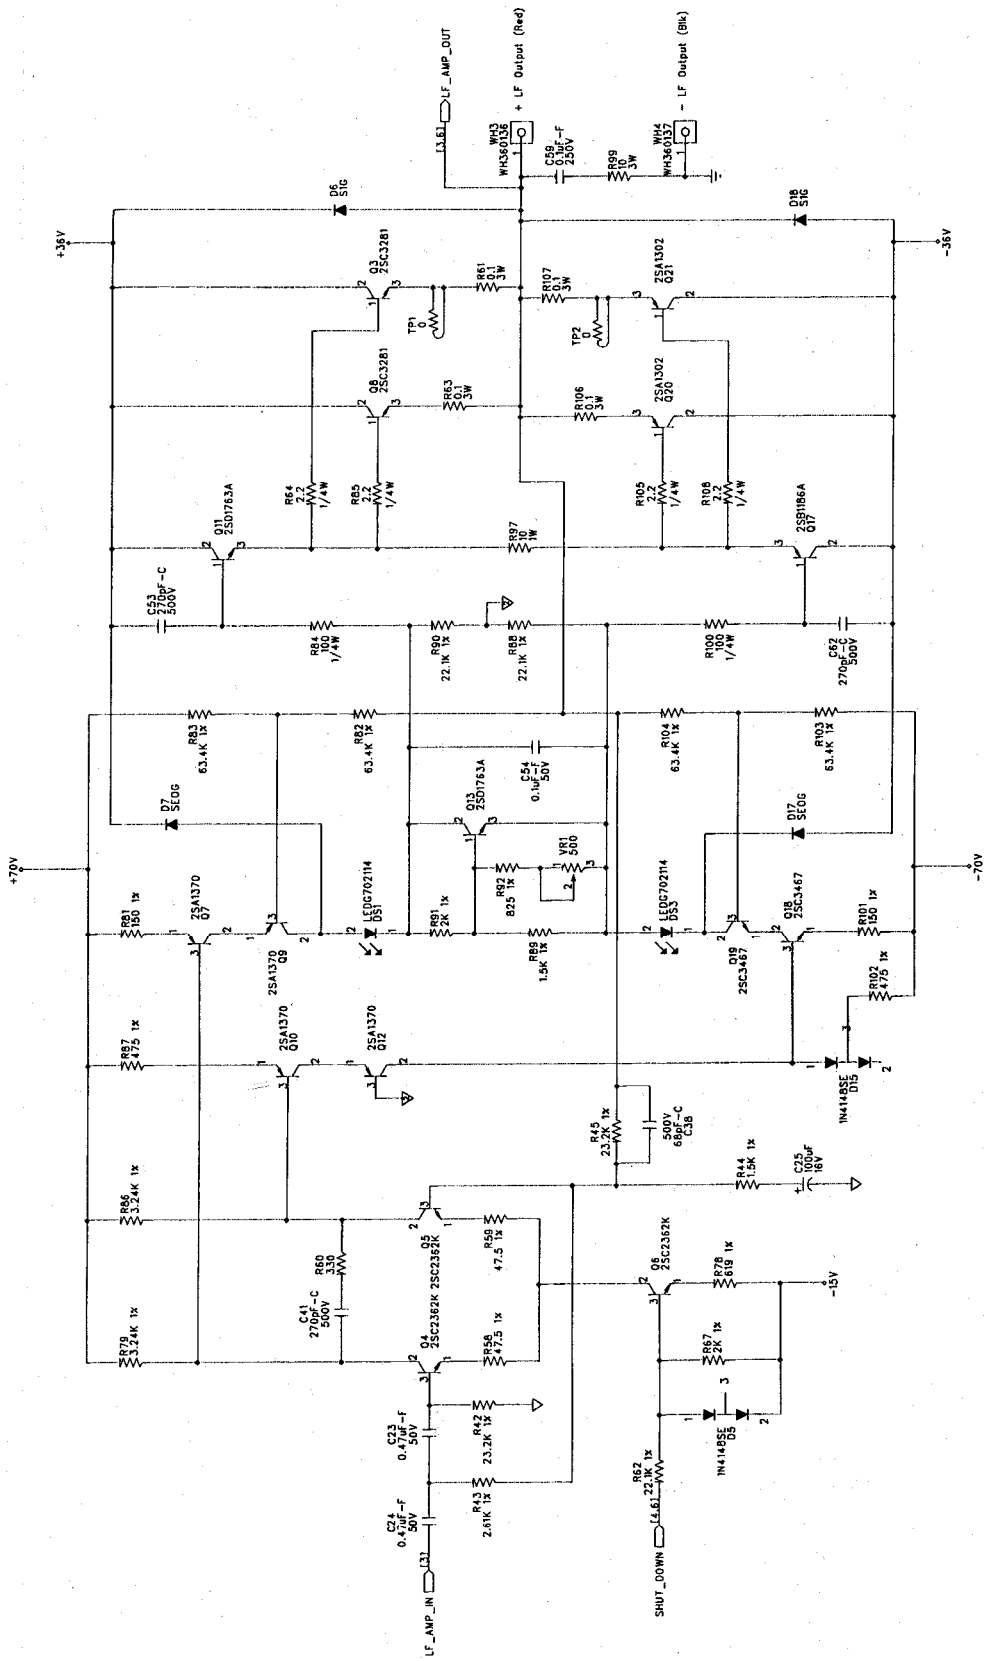 +70V
+36V
R79
3.24K 1%
R86
3.24K 1%
R87
475 1%
R81
150 1%
2SA1370
Q7
D7
SEOG
R83
63.4K 1%
C53
270pF-C
500V
Q11
2SD1763A
D6
S1G
LF_AMP_OUT
[3,6]
2SA1370
Q10
2SA1370
Q9
R60
330
C41
270pF-C
500V
2SA1370
Q12
LEDG702114
DS1
R82
63.4K 1%
R84
100
1/4W
R64
2.2
1/4W
R85
2.2
1/4W
Q8
2SC3281
Q3
2SC3281
TP1
0
R63
0.1
3W
R61
0.1
3W
LF_AMP_IN
[3]
C24
0.47uF-F
50V
C23
0.47uF-F
50V
Q4
2SC2362K
Q5
2SC2362K
R43
2.61K 1%
R42
23.2K 1%
R58
47.5 1%
R59
47.5 1%
R91
2K 1%
Q13
2SD1763A
R90
22.1K 1%
R88
22.1K 1%
R97
10
1W
WH3
WH360136
+ LF Output (Red)
C59
0.1uF-F
250V
R99
10
3W
WH4
WH360137
- LF Output (Blk)
R89
1.5K 1%
R92
825 1%
VR1
500
C54
0.1uF-F
50V
R106
0.1
3W
R107
0.1
3W
TP2
0
R45
23.2K 1%
500V
68pF-C
C38
LEDG702114
DS3
R104
63.4K 1%
R100
100
1/4W
R105
2.2
1/4W
R108
2.2
1/4W
2SA1302
Q20
2SA1302
Q21
SHUT_DOWN
[4,6]
R62
22.1K 1%
1N4148SE
D5
R67
2K 1%
Q6
2SC2362K
R78
619 1%
-15V
R44
1.5K 1%
C25
100uF
16V
1N4148SE
D15
Q19
2SC3467
Q18
2SC3467
R102
475 1%
R101
150 1%
D17
SEOG
R103
63.4K 1%
2SB1186A
Q17
C62
270pF-C
500V
D18
S1G
-70V
-36V